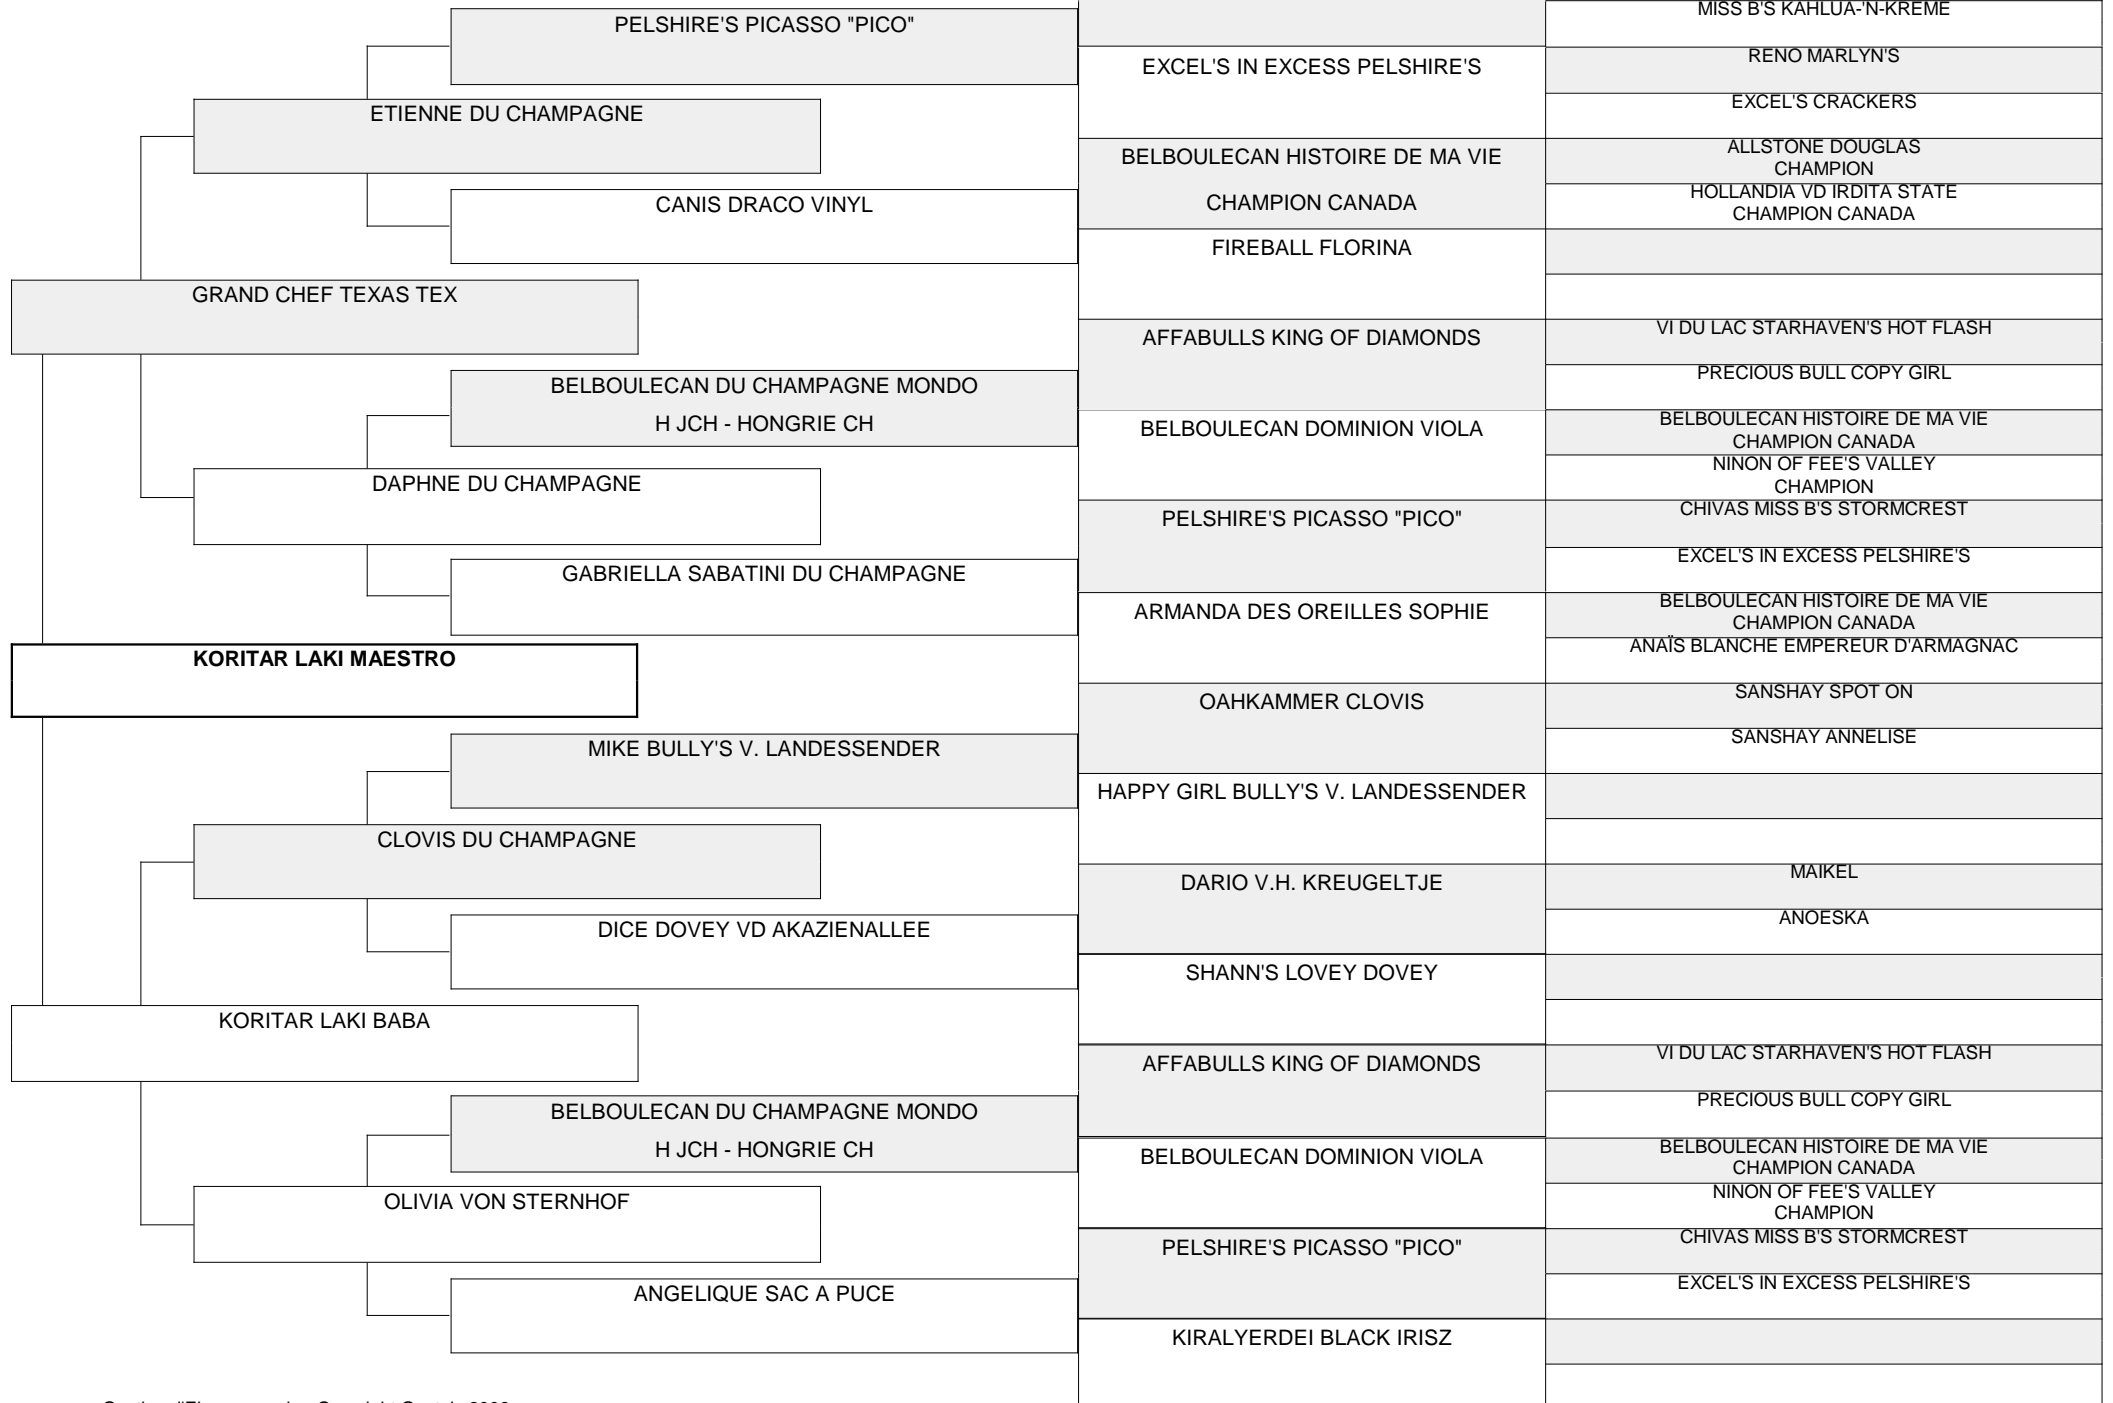 PELSHIRE'S PICASSO "PICO"
ETIENNE DU CHAMPAGNE
CANIS DRACO VINYL
GRAND CHEF TEXAS TEX
BELBOULECAN DU CHAMPAGNE MONDO
H JCH - HONGRIE CH
DAPHNE DU CHAMPAGNE
GABRIELLA SABATINI DU CHAMPAGNE
KORITAR LAKI MAESTRO
MIKE BULLY'S V. LANDESSENDER
CLOVIS DU CHAMPAGNE
DICE DOVEY VD AKAZIENALLEE
KORITAR LAKI BABA
BELBOULECAN DU CHAMPAGNE MONDO
H JCH - HONGRIE CH
OLIVIA VON STERNHOF
ANGELIQUE SAC A PUCE
EXCEL'S IN EXCESS PELSHIRE'S
BELBOULECAN HISTOIRE DE MA VIE
CHAMPION CANADA
FIREBALL FLORINA
AFFABULLS KING OF DIAMONDS
BELBOULECAN DOMINION VIOLA
PELSHIRE'S PICASSO "PICO"
ARMANDA DES OREILLES SOPHIE
OAHKAMMER CLOVIS
HAPPY GIRL BULLY'S V. LANDESSENDER
DARIO V.H. KREUGELTJE
SHANN'S LOVEY DOVEY
AFFABULLS KING OF DIAMONDS
BELBOULECAN DOMINION VIOLA
PELSHIRE'S PICASSO "PICO"
KIRALYERDEI BLACK IRISZ
MISS B'S KAHLUA-'N-KREME
RENO MARLYN'S
EXCEL'S CRACKERS
ALLSTONE DOUGLAS
CHAMPION
HOLLANDIA VD IRDITA STATE
CHAMPION CANADA
VI DU LAC STARHAVEN'S HOT FLASH
PRECIOUS BULL COPY GIRL
BELBOULECAN HISTOIRE DE MA VIE
CHAMPION CANADA
NINON OF FEE'S VALLEY
CHAMPION
CHIVAS MISS B'S STORMCREST
EXCEL'S IN EXCESS PELSHIRE'S
BELBOULECAN HISTOIRE DE MA VIE
CHAMPION CANADA
ANAÏS BLANCHE EMPEREUR D'ARMAGNAC
SANSHAY SPOT ON
SANSHAY ANNELISE
MAIKEL
ANOESKA
VI DU LAC STARHAVEN'S HOT FLASH
PRECIOUS BULL COPY GIRL
BELBOULECAN HISTOIRE DE MA VIE
CHAMPION CANADA
NINON OF FEE'S VALLEY
CHAMPION
CHIVAS MISS B'S STORMCREST
EXCEL'S IN EXCESS PELSHIRE'S